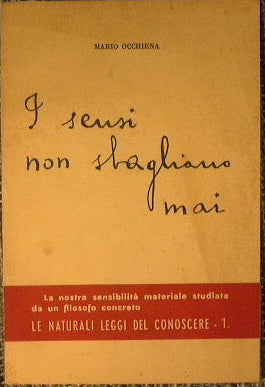 MARIO OCCHIENA
I sensi
non sbagliano
mai
La nostra sensibilità materiale studiata
da un filosofo concreto
LE NATURALI LEGGI DEL CONOSCERE - 1.